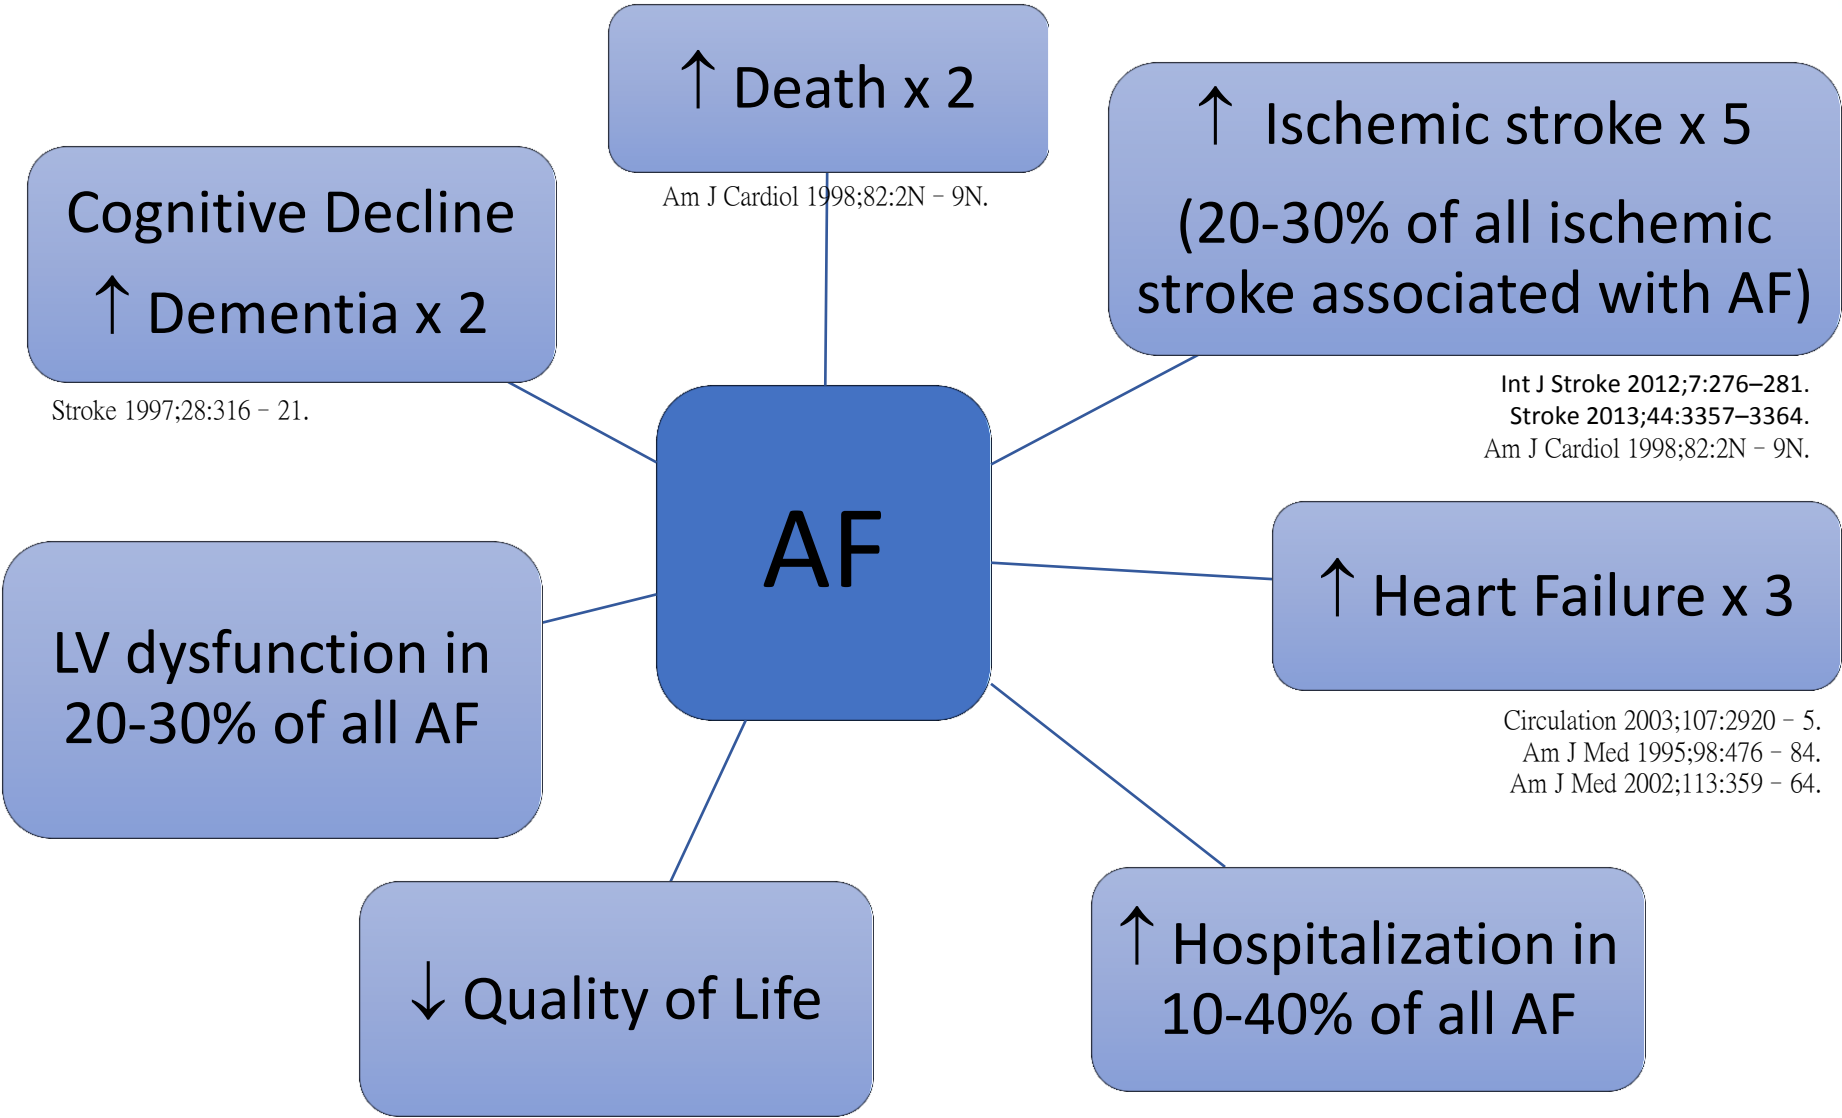 ↑ Death x 2
Am J Cardiol 1998;82:2N – 9N.
↑ Ischemic stroke x 5
(20-30% of all ischemic
stroke associated with AF)
Int J Stroke 2012;7:276–281.
Stroke 2013;44:3357–3364.
Am J Cardiol 1998;82:2N – 9N.
Cognitive Decline
↑ Dementia x 2
Stroke 1997;28:316 – 21.
AF
↑ Heart Failure x 3
Circulation 2003;107:2920 – 5.
Am J Med 1995;98:476 – 84.
Am J Med 2002;113:359 – 64.
LV dysfunction in
20-30% of all AF
↓ Quality of Life
↑ Hospitalization in
10-40% of all AF